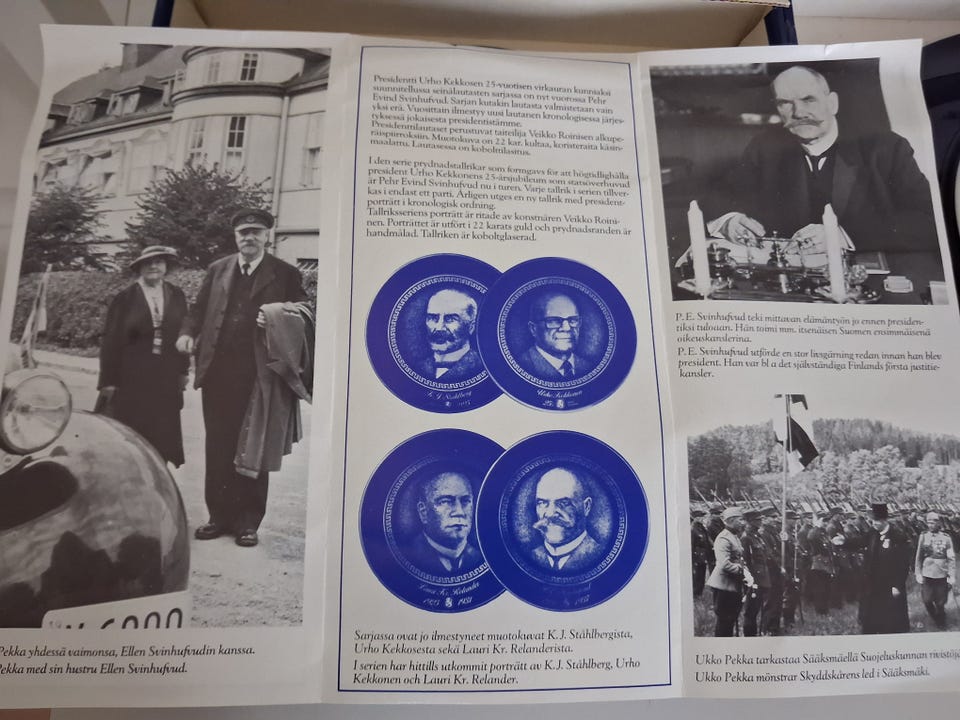 Pekka yhdessä vaimonsa, Ellen Svinhufvudin kanssa.
Pekka med sin hustru Ellen Svinhufvud.
Presidentti Urho Kekkosen 25-vuotisen virkauran kunniaksi
suunnitellussa seinälautasten sarjassa on nyt vuorossa Pehr
Evind Svinhufvud. Sarjan kutakin lautasta valmistetaan vain
yksi erä. Vuosittain ilmestyy uusi lautanen kronologisessa järjes-
tyksessä jokaisesta presidentistämme.
Presidenttilautaset perustuvat taiteilija Veikko Roinisen alkupe-
räispiirroksiin. Muotokuva on 22 kar. kultaa, koristeraita käsin-
maalattu. Lautasessa on kobolttilasitus.
I den serie prydnadstallrikar som formgavs för att högtidlighålla
president Urho Kekkonens 25-årsjubileum som statsöverhuvud
är Pehr Evind Svinhufvud nu i turen. Varje tallrik i serien tillver-
kas i endast ett parti. Årligen utges en ny tallrik med president-
porträtt i kronologisk ordning.
Tallriksseriens porträtt är ritade av konstnären Veikko Roini-
nen. Porträttet är utfört i 22 karats guld och prydnadsranden är
handmålad. Tallriken är koboltglaserad.
K. J. Ståhlberg
Urho Kekkonen
25
Lauri Kr. Relander
1925 1931
Sarjassa ovat jo ilmestyneet muotokuvat K.J. Ståhlbergista,
Urho Kekkosesta sekä Lauri Kr. Relanderista.
I serien har hittills utkommit porträtt av K.J. Ståhlberg, Urho
Kekkonen och Lauri Kr. Relander.
P.E. Svinhufvud teki mittavan elämäntyön jo ennen presiden-
tiksi tuloaan. Hän toimi mm. itsenäisen Suomen ensimmäisenä
oikeuskanslerina.
P.E. Svinhufvud utförde en stor livsgärning redan innan han blev
president. Han var bl a det självständiga Finlands första justitie-
kansler.
Ukko Pekka tarkastaa Sääksmäellä Suojeluskunnan
Ukko Pekka mönstrar Skyddskårens led i Sääksmäki.